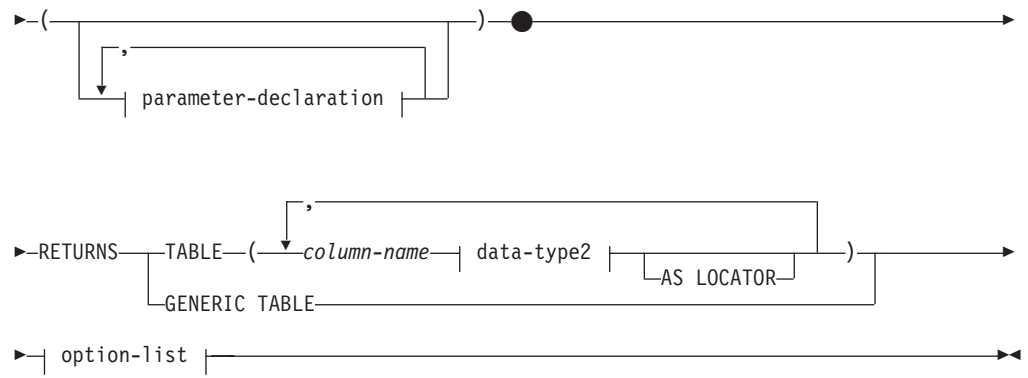 ( )
,
parameter-declaration
,
RETURNS TABLE ( column-name data-type2 )
AS LOCATOR
GENERIC TABLE
option-list